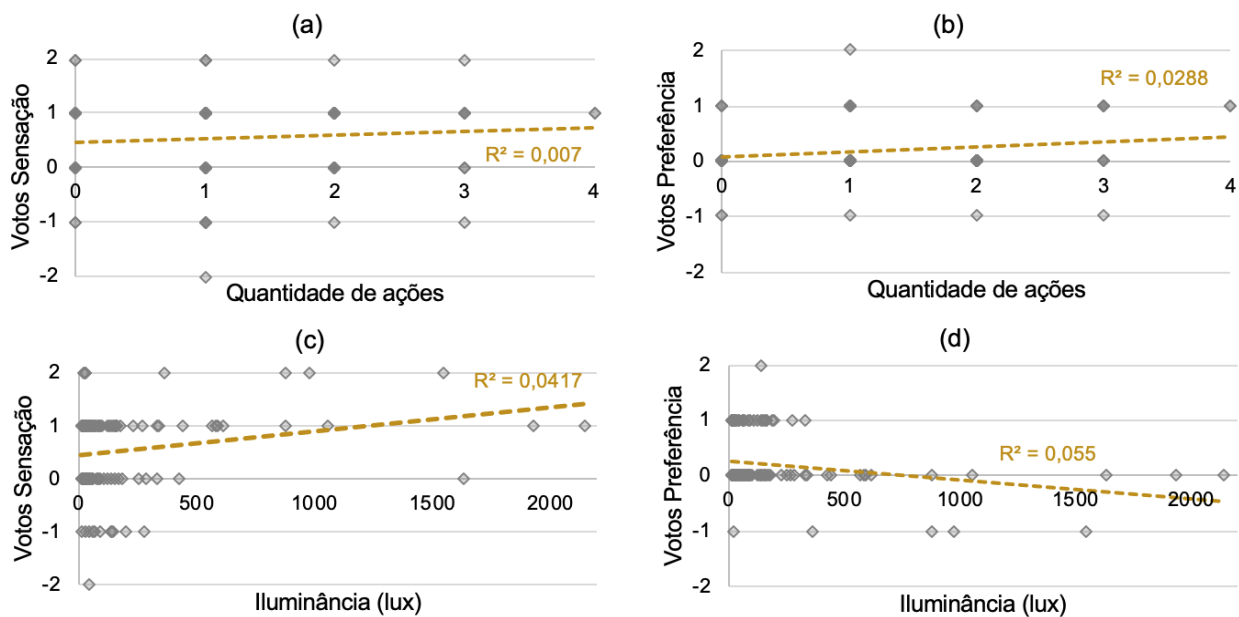 (a)
Votos Sensação
2
1
0
-1
-2
0 1 2 3 4
R² = 0,007
Quantidade de ações
(b)
Votos Preferência
2
1
0
-1
-2
0 1 2 3 4
R² = 0,0288
Quantidade de ações
(c)
Votos Sensação
2
1
0
-1
-2
0 500 1000 1500 2000
R² = 0,0417
Iluminância (lux)
(d)
Votos Preferência
2
1
0
-1
-2
0 500 1000 1500 2000
R² = 0,055
Iluminância (lux)